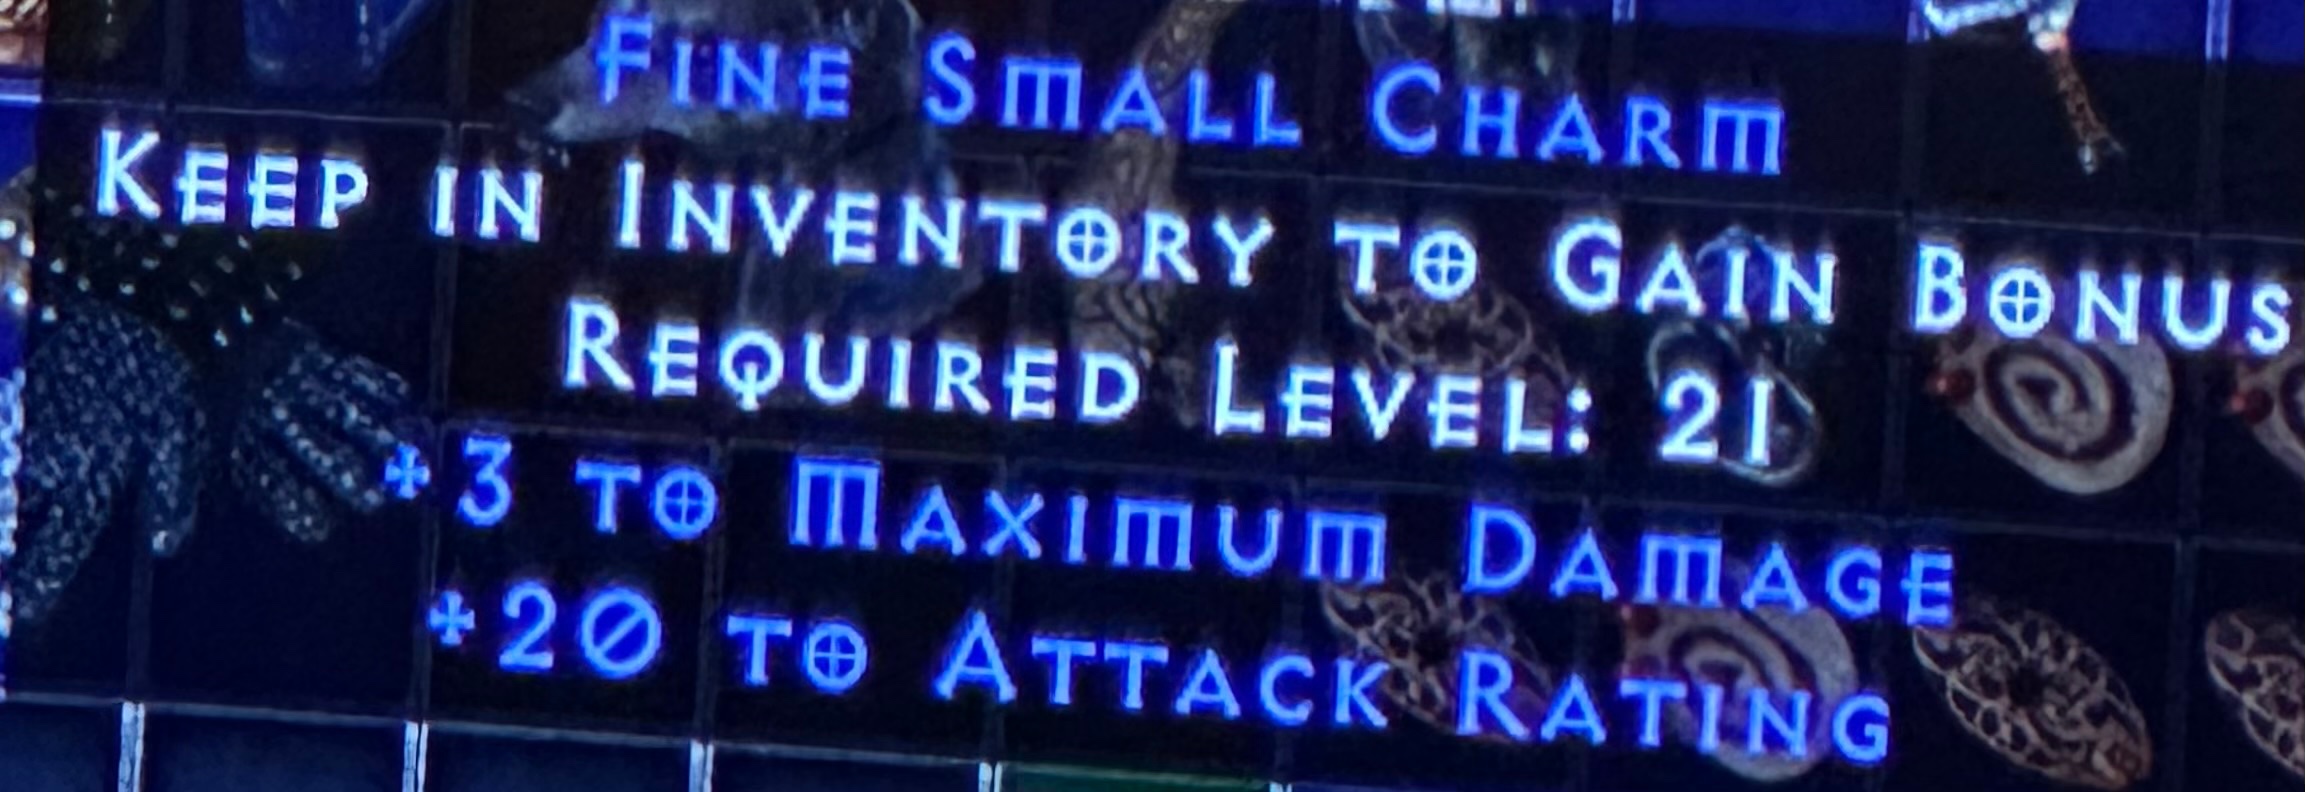 Fine Small Charm
Keep in Inventory to Gain Bonus
Required Level: 21
+3 to Maximum Damage
+20 to Attack Rating